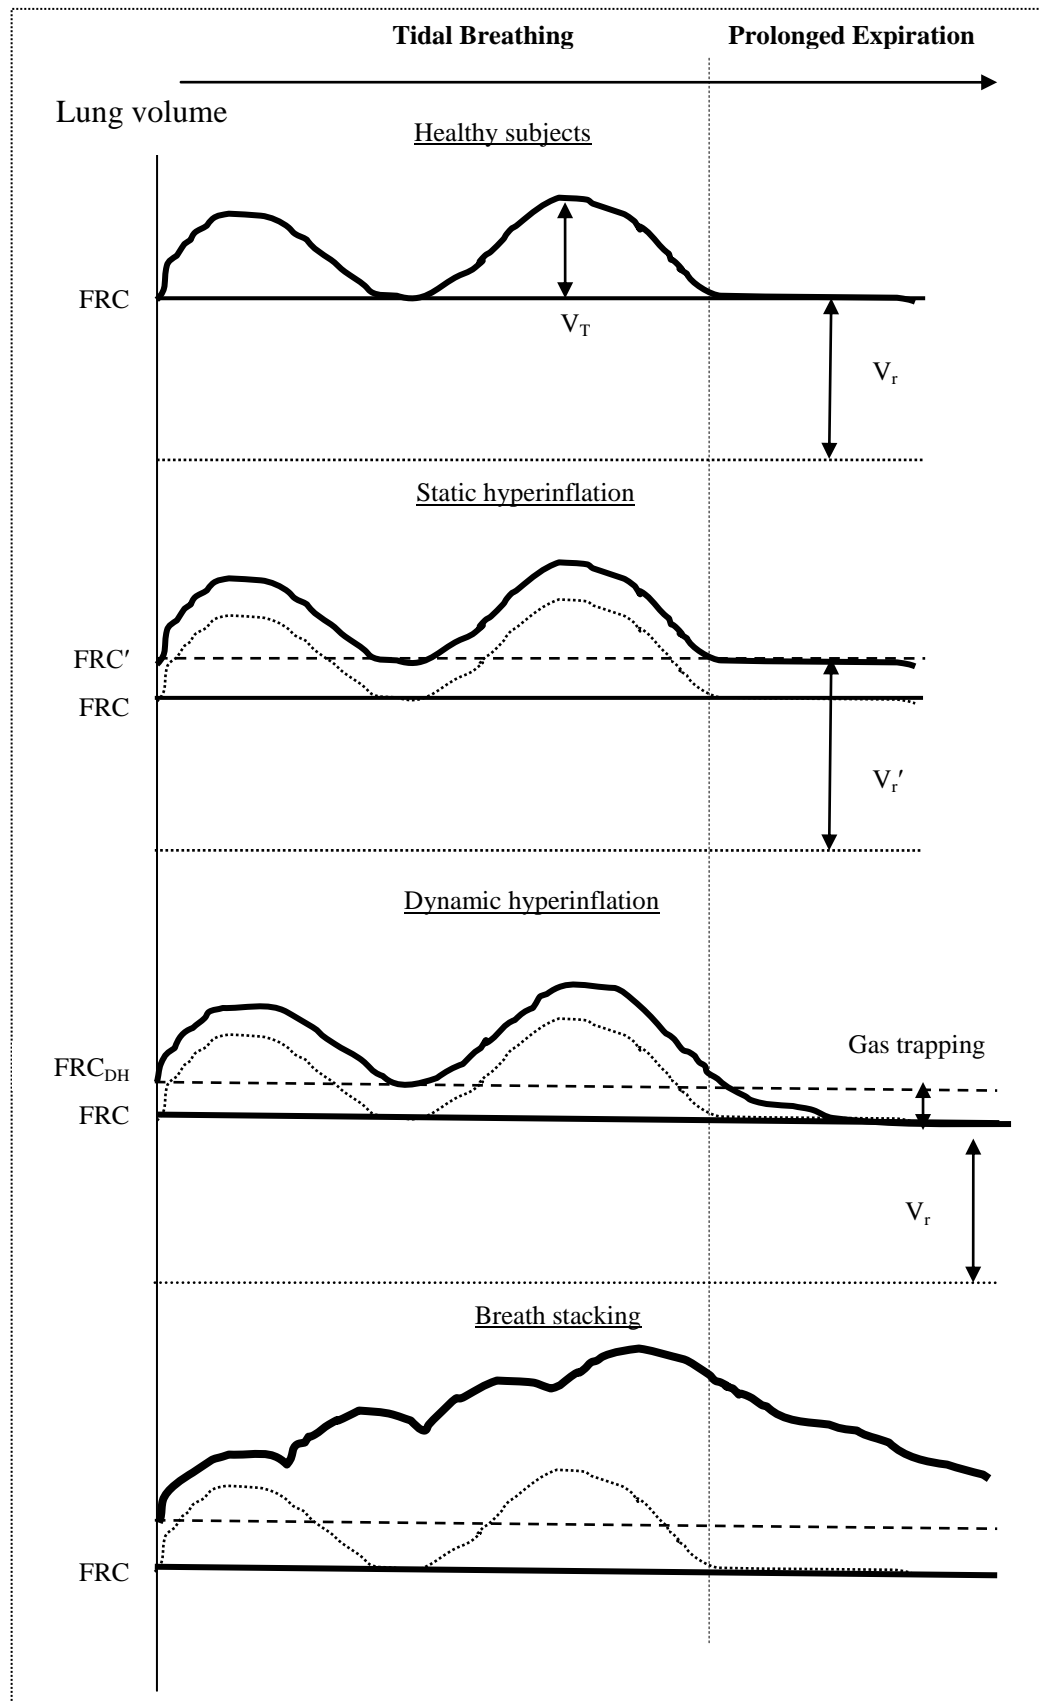 Tidal Breathing
Prolonged Expiration
Lung volume
Healthy subjects
FRC
V_T
V_r
Static hyperinflation
FRC′
FRC
V_r′
Dynamic hyperinflation
Gas trapping
FRC_DH
FRC
V_r
Breath stacking
FRC